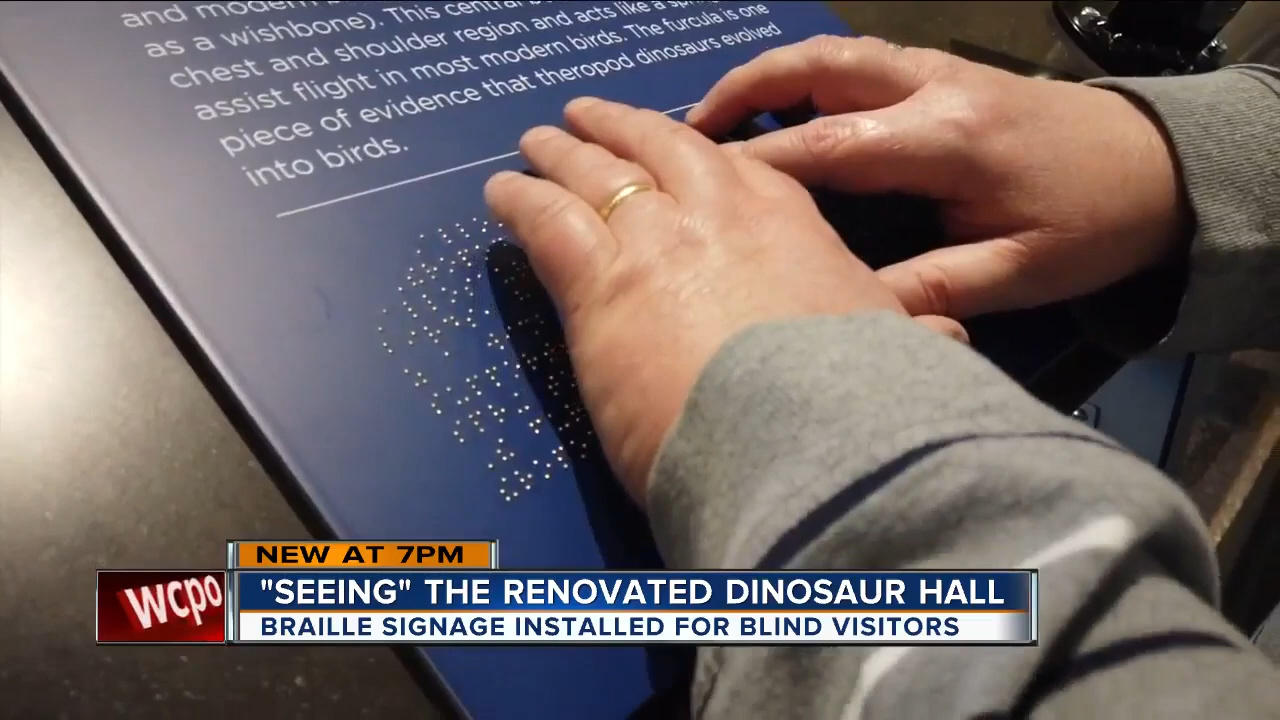 and modern
as a wishbone). This central
chest and shoulder region and acts like a
assist flight in most modern birds. The furcula is one
piece of evidence that theropod dinosaurs evolved
into birds.
NEW AT 7PM
WCPO
"SEEING" THE RENOVATED DINOSAUR HALL
BRAILLE SIGNAGE INSTALLED FOR BLIND VISITORS